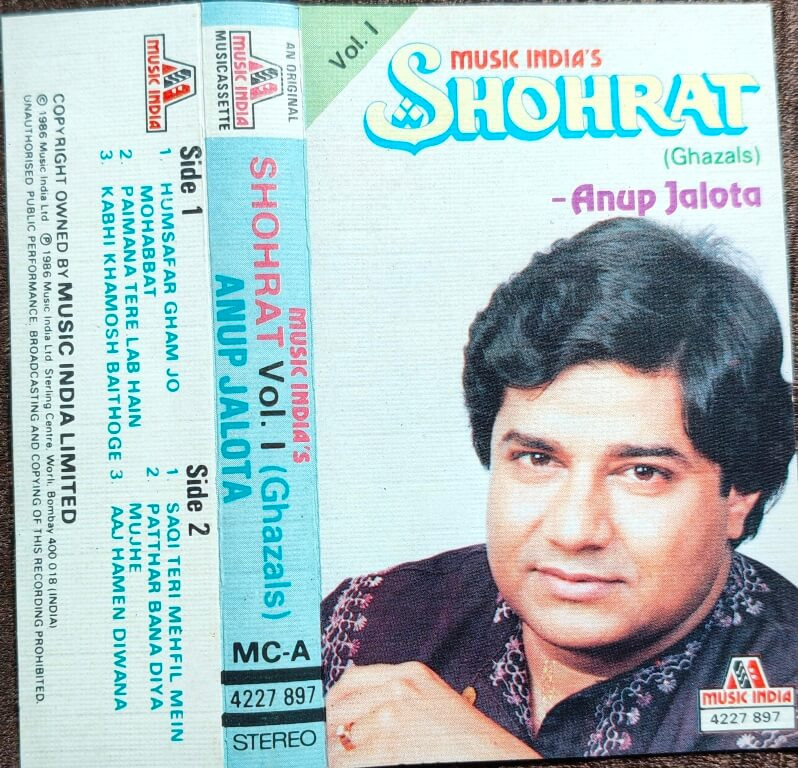 Vol. I
MUSIC INDIA'S
SHOHRAT
(Ghazals)
-Anup Jalota
MUSIC INDIA
4227 897
AN ORIGINAL
MUSIC INDIA
MUSICASSETTE
MUSIC INDIA'S
SHOHRAT Vol. I (Ghazals)
ANUP JALOTA
MC-A
4227 897
STEREO
MUSIC INDIA
Side 1
1. HUMSAFAR GHAM JO
MOHABBAT
2. PAIMANA TERE LAB HAIN
3. KABHI KHAMOSH BAITHOGE
Side 2
1 SAQI TERI MEHFIL MEIN
2. PATTHAR BANA DIYA
MUJHE
3 AAJ HAMEN DIWANA
COPYRIGHT OWNED BY MUSIC INDIA LIMITED
© 1986 Music India Ltd ℗ 1986 Music India Ltd. Sterling Centre, Worli, Bombay 400 018 (INDIA)
UNAUTHORISED PUBLIC PERFORMANCE, BROADCASTING AND COPYING OF THIS RECORDING PROHIBITED.